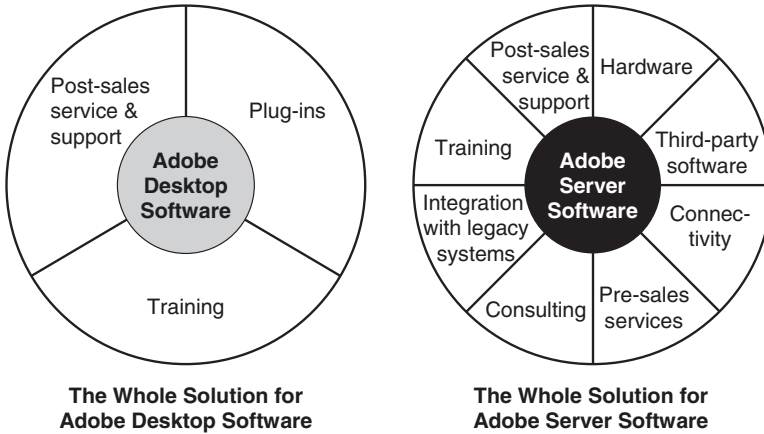 Post-sales
service &
support
Plug-ins
Adobe
Desktop
Software
Training
The Whole Solution for
Adobe Desktop Software
Post-sales
service &
support
Hardware
Training
Third-party
software
Adobe
Server
Software
Integration
with legacy
systems
Connec-
tivity
Consulting
Pre-sales
services
The Whole Solution for
Adobe Server Software